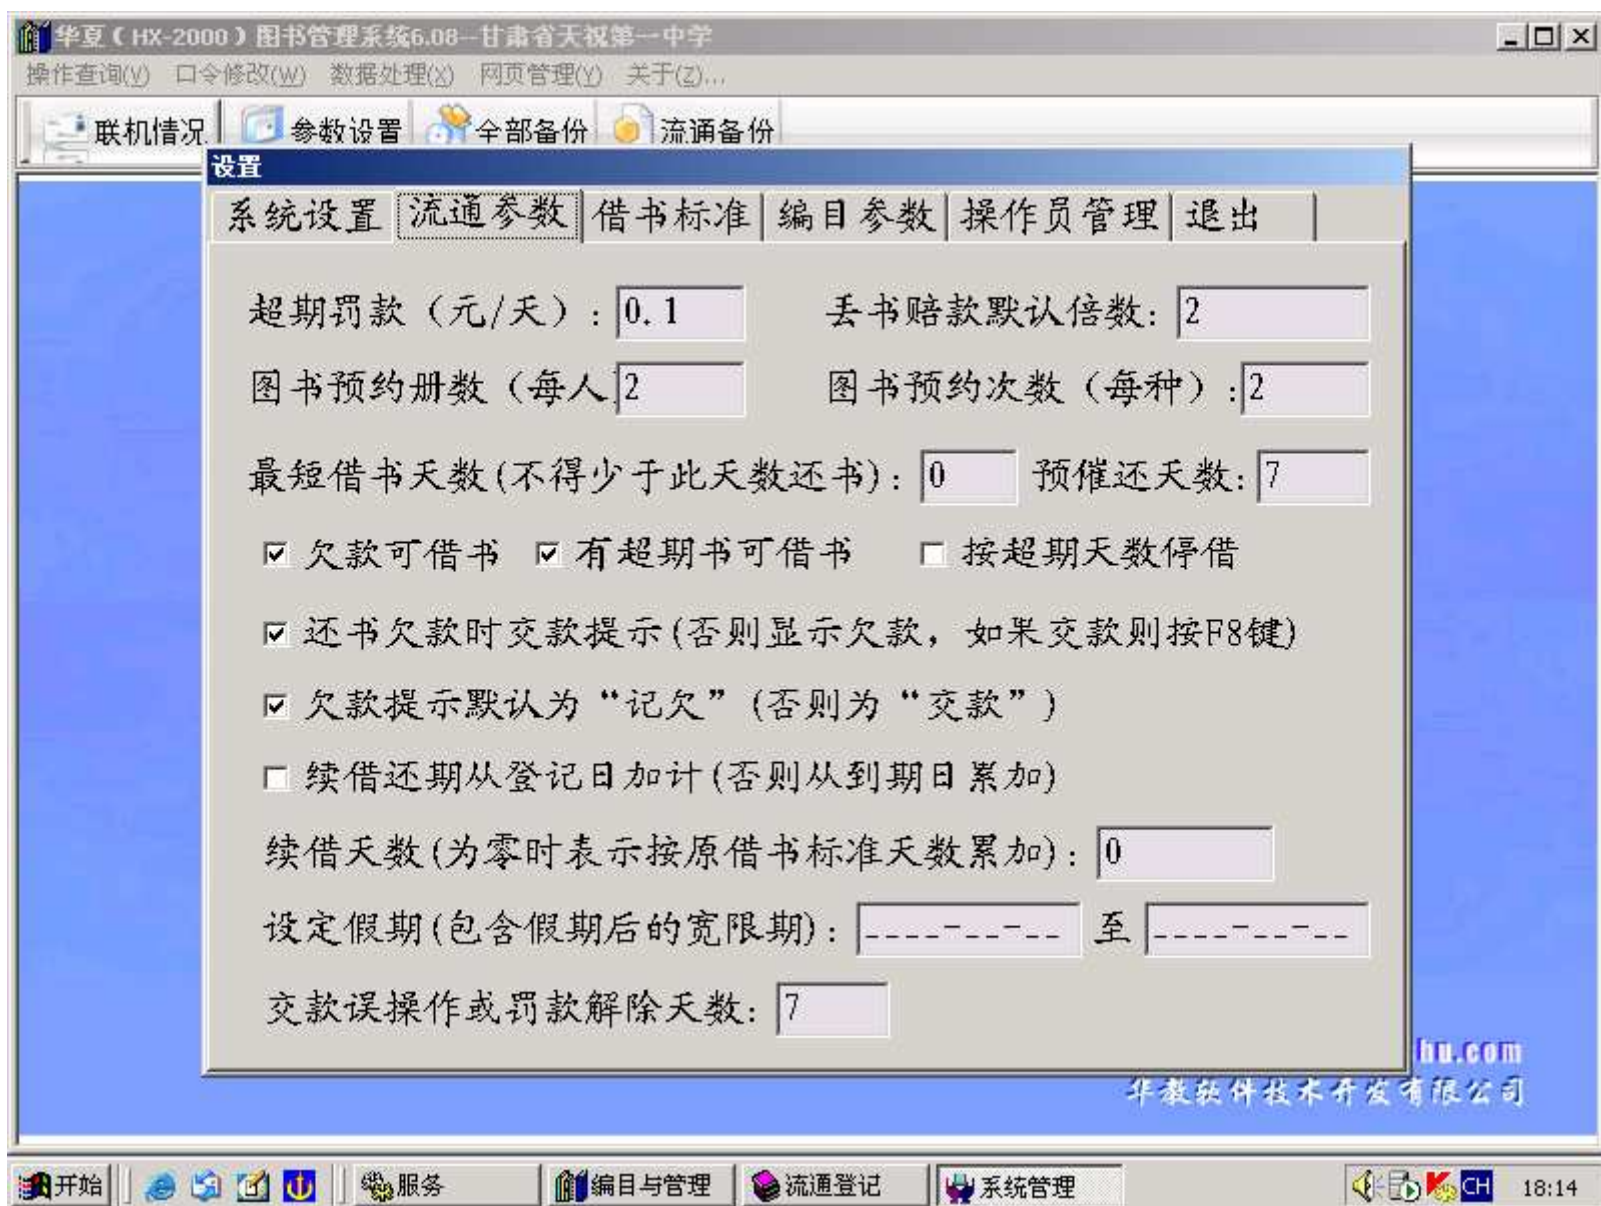 华夏(HX-2000)图书管理系统6.08--甘肃省天祝第一中学
操作查询(V) 口令修改(W) 数据处理(X) 网页管理(Y) 关于(Z)...
联机情况 参数设置 全部备份 流通备份
设置
系统设置 流通参数 借书标准 编目参数 操作员管理 退出
超期罚款(元/天):0.1 丢书赔款默认倍数:2
图书预约册数(每人 2 图书预约次数(每种):2
最短借书天数(不得少于此天数还书):0 预催还天数:7
欠款可借书 有超期书可借书 按超期天数停借
还书欠款时交款提示(否则显示欠款,如果交款则按F8键)
欠款提示默认为“记欠”(否则为“交款”)
续借还期从登记日加计(否则从到期日累加)
续借天数(为零时表示按原借书标准天数累加):0
设定假期(包含假期后的宽限期):____-__-__ 至 ____-__-__
交款误操作或罚款解除天数:7
hu.com
华教软件技术开发有限公司
开始 服务 编目与管理 流通登记 系统管理 CH 18:14